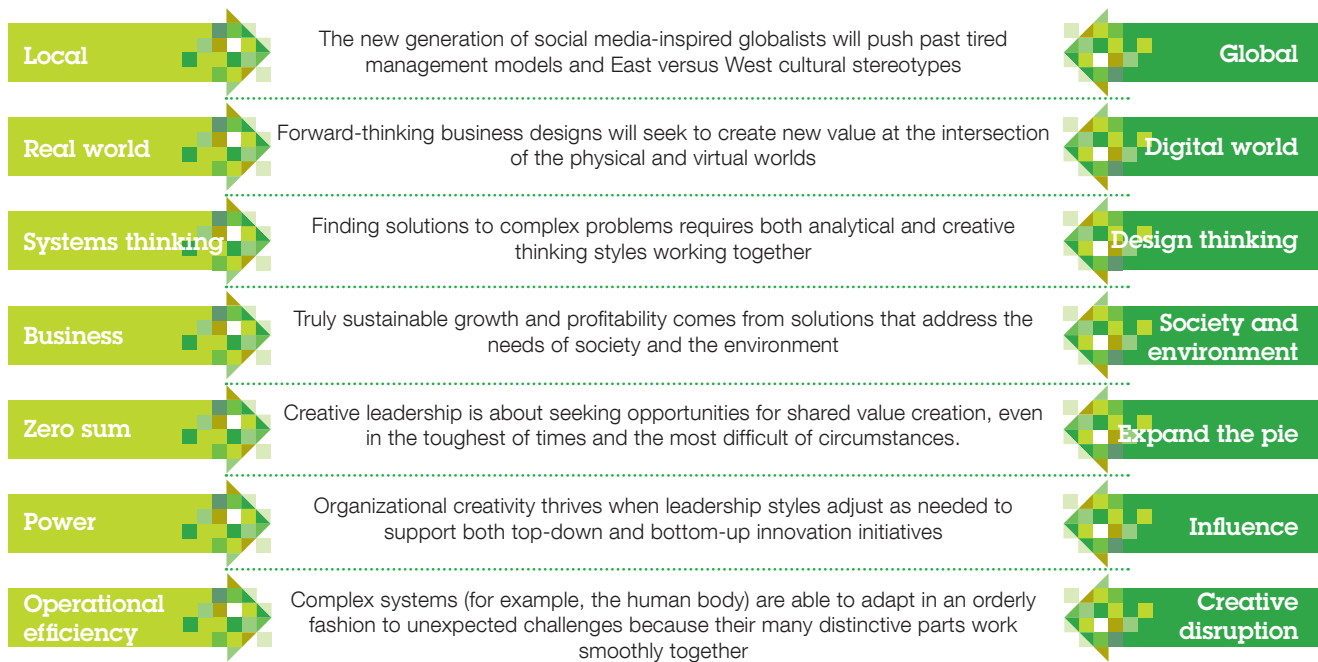 Local
The new generation of social media-inspired globalists will push past tired
management models and East versus West cultural stereotypes
Global
Real world
Forward-thinking business designs will seek to create new value at the intersection
of the physical and virtual worlds
Digital world
Systems thinking
Finding solutions to complex problems requires both analytical and creative
thinking styles working together
Design thinking
Business
Truly sustainable growth and profitability comes from solutions that address the
needs of society and the environment
Society and
environment
Zero sum
Creative leadership is about seeking opportunities for shared value creation, even
in the toughest of times and the most difficult of circumstances.
Expand the pie
Power
Organizational creativity thrives when leadership styles adjust as needed to
support both top-down and bottom-up innovation initiatives
Influence
Operational
efficiency
Complex systems (for example, the human body) are able to adapt in an orderly
fashion to unexpected challenges because their many distinctive parts work
smoothly together
Creative
disruption